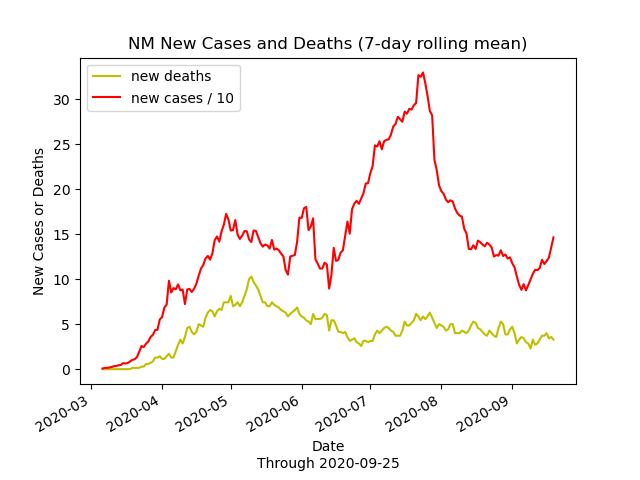 NM New Cases and Deaths (7-day rolling mean)
new deaths
new cases / 10
30
25
20
15
10
5
0
New Cases or Deaths
2020-03
2020-04
2020-05
2020-06
2020-07
2020-08
2020-09
Date
Through 2020-09-25